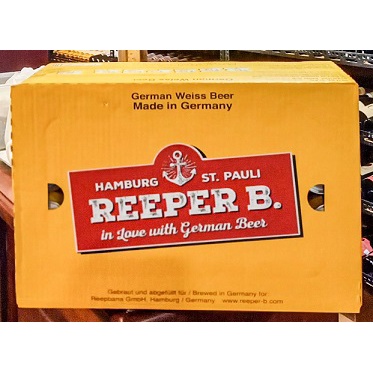 German Weiss Beer
Made in Germany
HAMBURG ST. PAULI
REEPER B.
in Love with German Beer
Gebraut und abgefüllt für / Brewed in Germany for
Reepbana GmbH. Hamburg / Germany. www.reeper-b.com